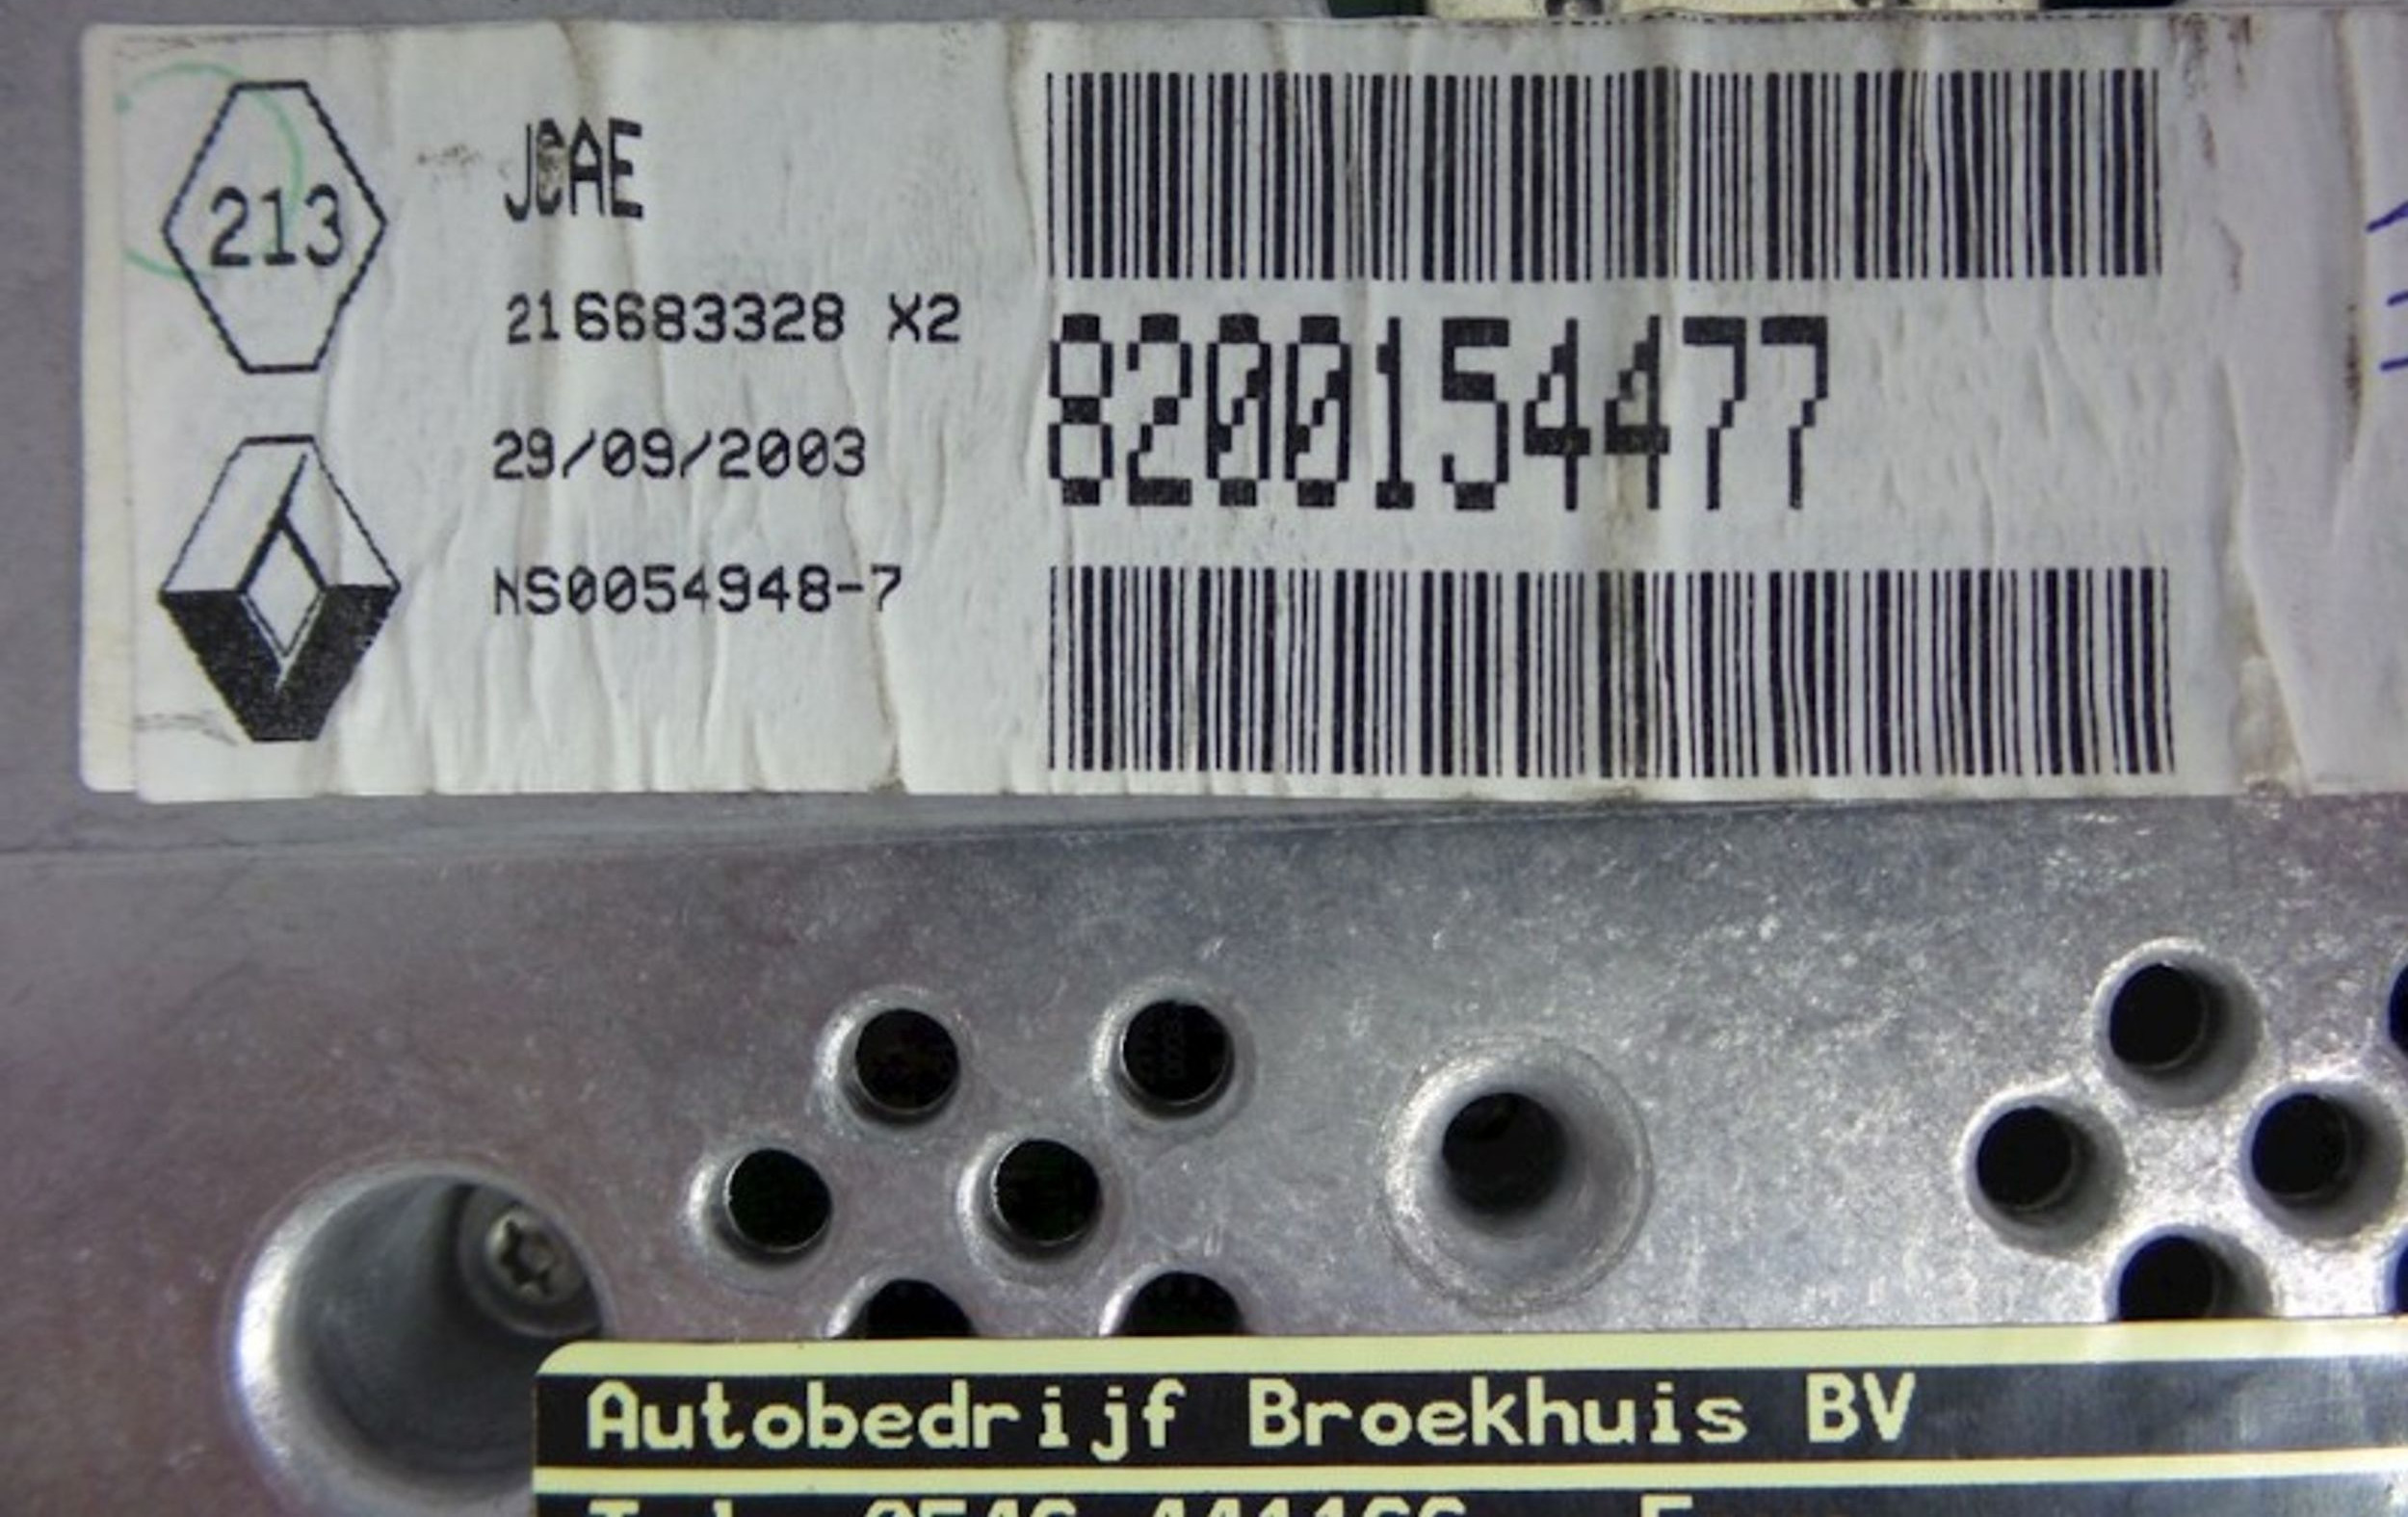 213
JCAE
216683328 X2
29/09/2003
NS0054948-7
8200154477
Autobedrijf Broekhuis BV